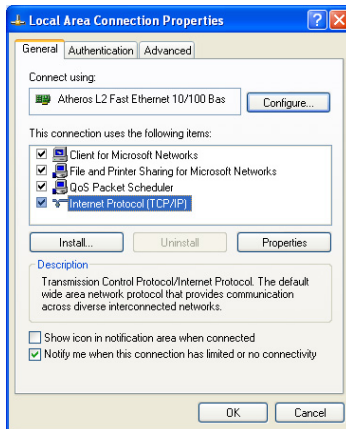 Local Area Connection Properties
General Authentication Advanced
Connect using:
Atheros L2 Fast Ethernet 10/100 Bas Configure...
This connection uses the following items:
Client for Microsoft Networks
File and Printer Sharing for Microsoft Networks
QoS Packet Scheduler
Internet Protocol (TCP/IP)
Install... Uninstall Properties
Description
Transmission Control Protocol/Internet Protocol. The default
wide area network protocol that provides communication
across diverse interconnected networks.
Show icon in notification area when connected
Notify me when this connection has limited or no connectivity
OK Cancel